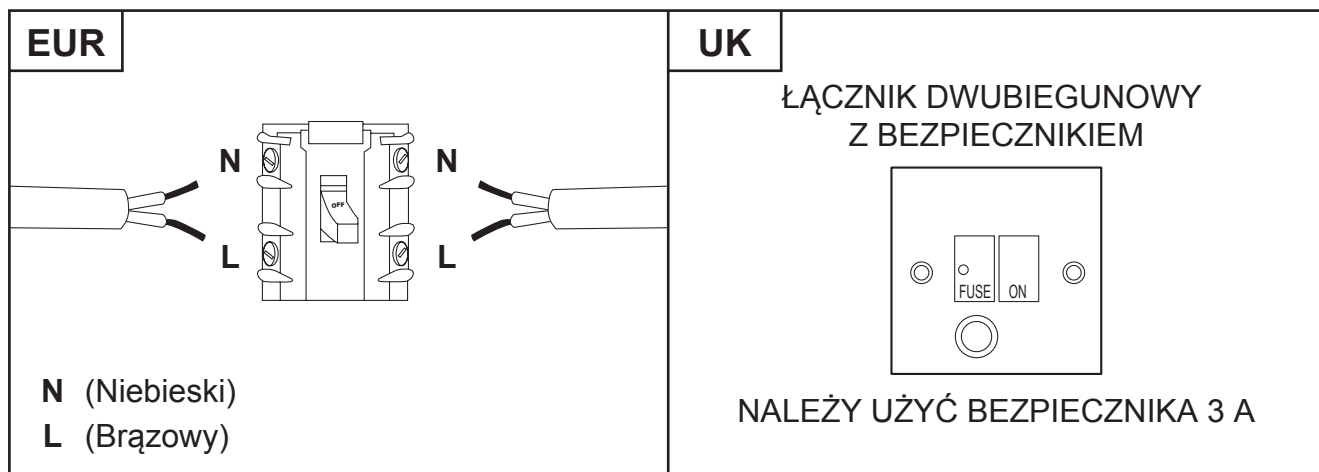 EUR
N
N
OFF
L
L
N (Niebieski)
L (Brązowy)
UK
ŁĄCZNIK DWUBIEGUNOWY
Z BEZPIECZNIKIEM
FUSE ON
NALEŻY UŻYĆ BEZPIECZNIKA 3 A